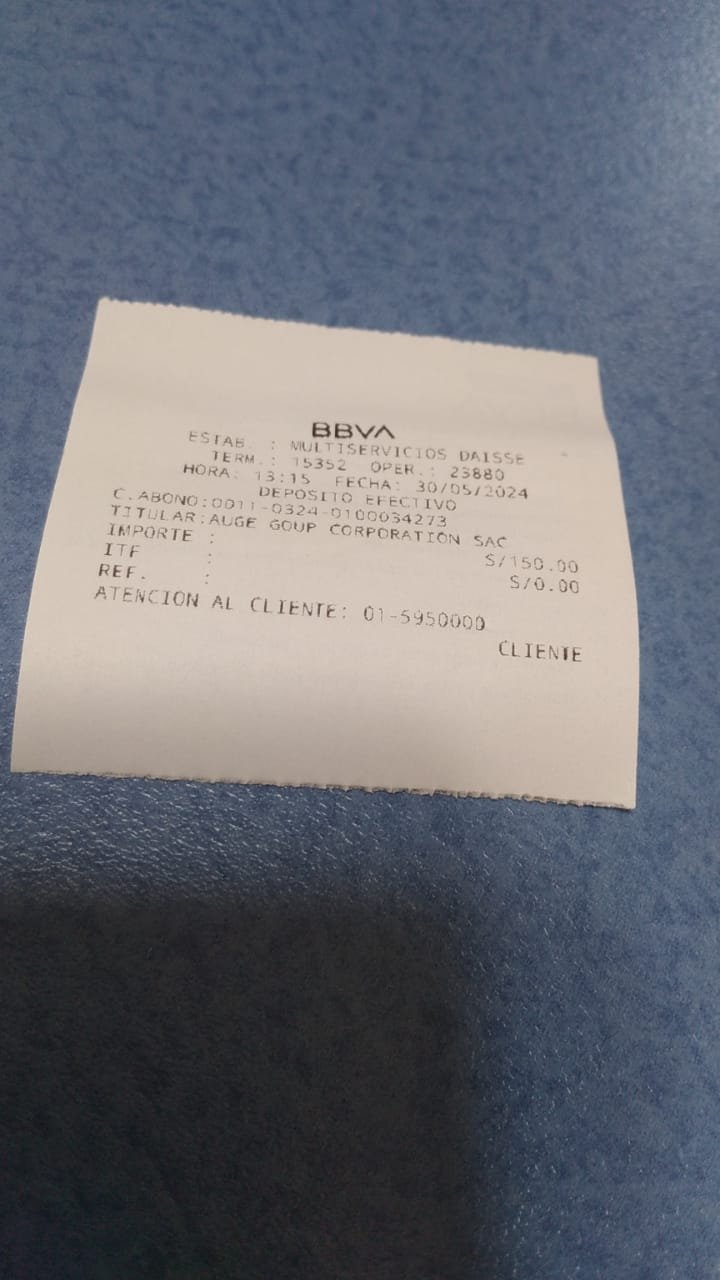 BBVA
ESTAB. : MULTISERVICIOS DAISSE
TERM.: 15352 OPER.: 23880
HORA: 13:15 FECHA: 30/05/2024
DEPOSITO EFECTIVO
C.ABONO:0011-0324-0100034273
TITULAR:AUGE GOUP CORPORATION SAC
IMPORTE : S/150.00
ITF : S/0.00
REF. :
ATENCION AL CLIENTE: 01-5950000
CLIENTE